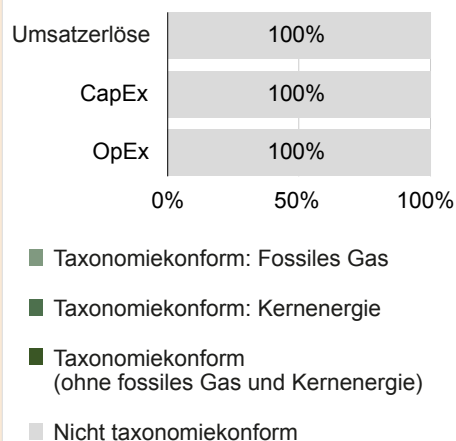 Umsatzerlöse 100%
CapEx 100%
OpEx 100%
0% 50% 100%
Taxonomiekonform: Fossiles Gas
Taxonomiekonform: Kernenergie
Taxonomiekonform
(ohne fossiles Gas und Kernenergie)
Nicht taxonomiekonform